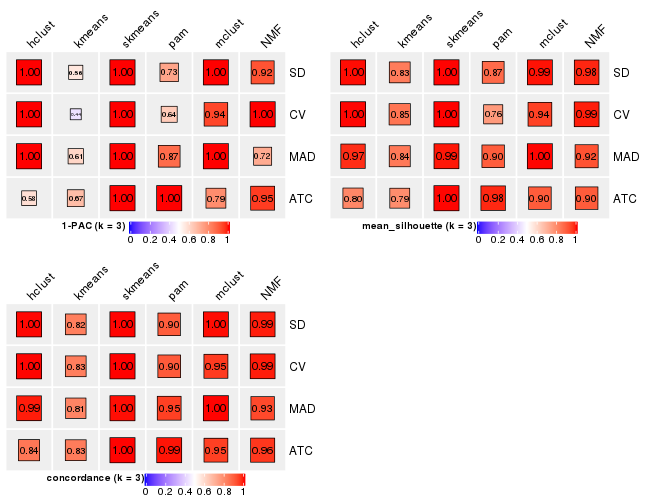 hclust kmeans skmeans pam mclust NMF
1.00 0.56 1.00 0.73 1.00 0.92 SD
1.00 0.44 1.00 0.64 0.94 1.00 CV
1.00 0.61 1.00 0.87 1.00 0.72 MAD
0.58 0.67 1.00 1.00 0.79 0.95 ATC
1-PAC (k = 3)
0 0.2 0.4 0.6 0.8 1
hclust kmeans skmeans pam mclust NMF
1.00 0.83 1.00 0.87 0.99 0.98 SD
1.00 0.85 1.00 0.76 0.94 0.99 CV
0.97 0.84 0.99 0.90 1.00 0.92 MAD
0.80 0.79 1.00 0.98 0.90 0.90 ATC
mean_silhouette (k = 3)
0 0.2 0.4 0.6 0.8 1
hclust kmeans skmeans pam mclust NMF
1.00 0.82 1.00 0.90 1.00 0.99 SD
1.00 0.83 1.00 0.90 0.95 0.99 CV
0.99 0.81 1.00 0.95 1.00 0.93 MAD
0.84 0.83 1.00 0.99 0.95 0.96 ATC
concordance (k = 3)
0 0.2 0.4 0.6 0.8 1